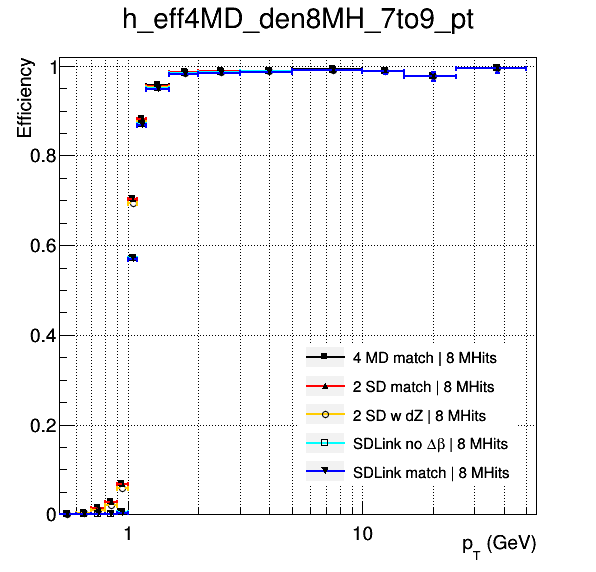 h_eff4MD_den8MH_7to9_pt
Efficiency
1
0.8
0.6
0.4
0.2
0
4 MD match | 8 MHits
2 SD match | 8 MHits
2 SD w dZ | 8 MHits
SDLink no Δβ | 8 MHits
SDLink match | 8 MHits
1 10
p_T (GeV)